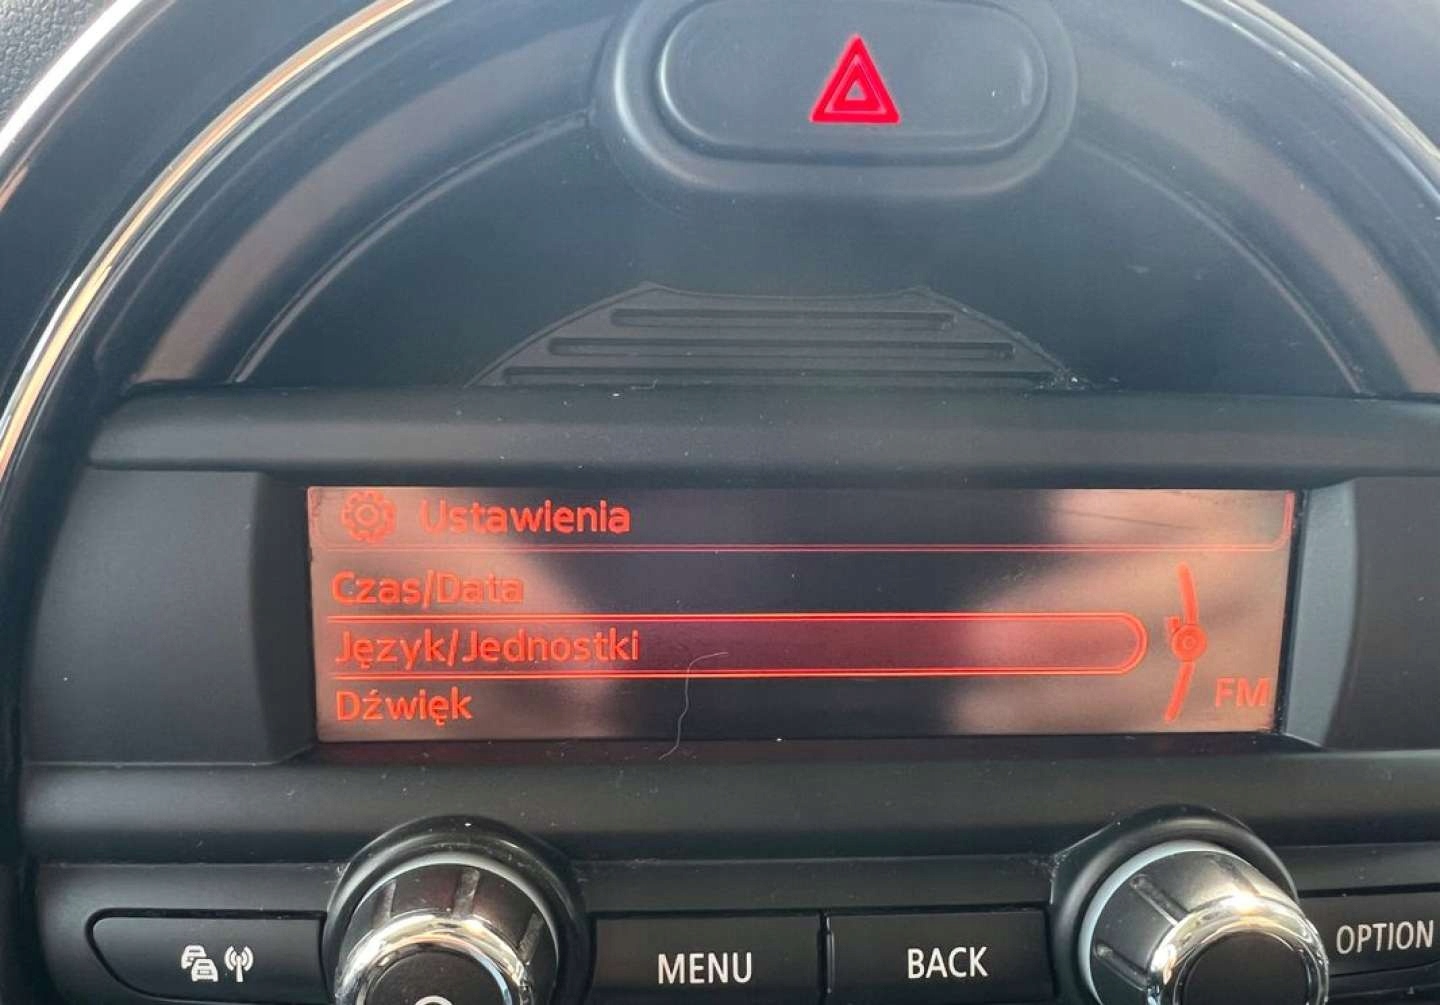 Ustawienia
Czas/Data
Język/Jednostki
Dźwięk
FM
MENU
BACK
OPTION